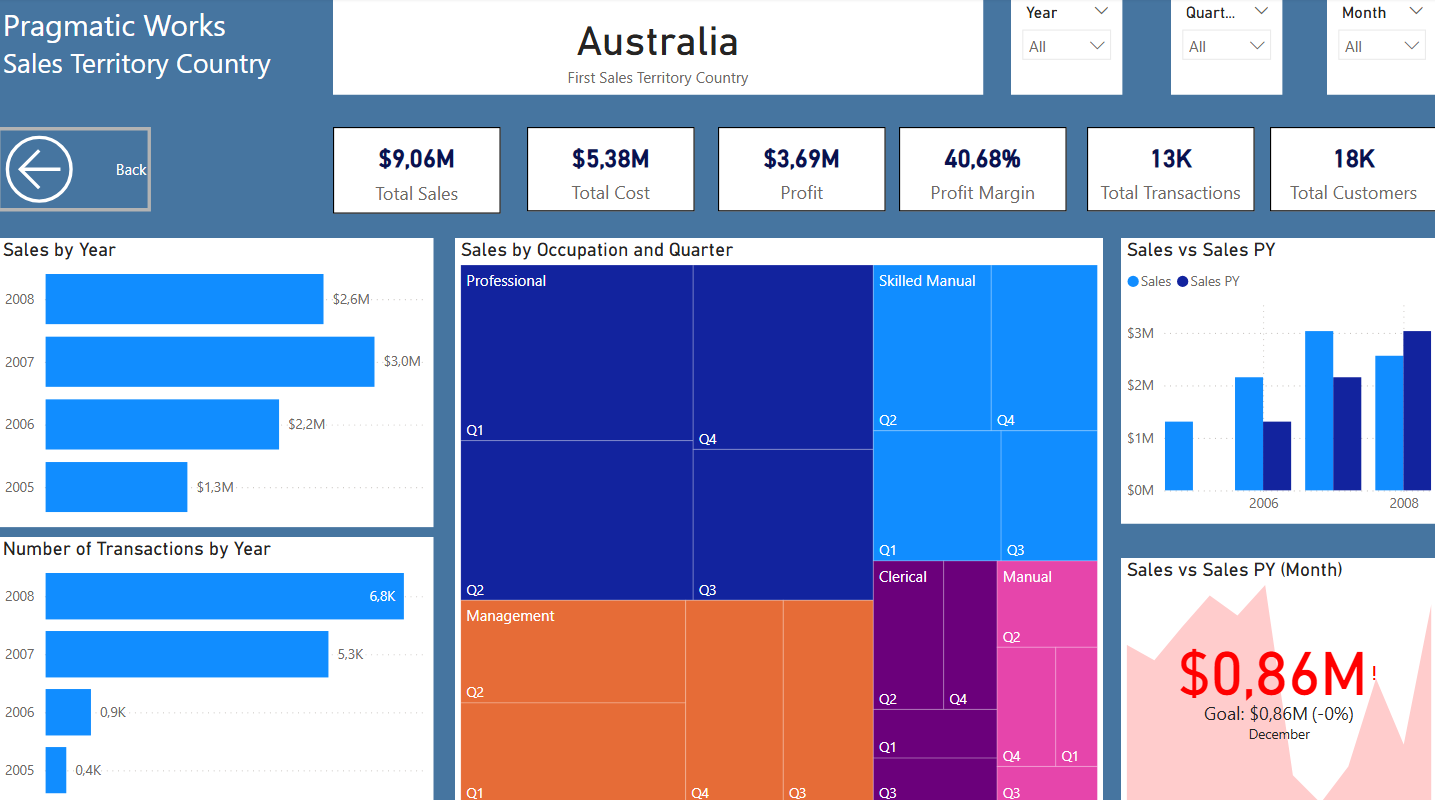 Pragmatic Works
Sales Territory Country
Australia
First Sales Territory Country
Year
All
Quart...
All
Month
All
Back
$9,06M
Total Sales
$5,38M
Total Cost
$3,69M
Profit
40,68%
Profit Margin
13K
Total Transactions
18K
Total Customers
Sales by Year
2008
$2,6M
2007
$3,0M
2006
$2,2M
2005
$1,3M
Number of Transactions by Year
2008
6,8K
2007
5,3K
2006
0,9K
2005
0,4K
Sales by Occupation and Quarter
Professional
Q1
Q4
Q2
Q3
Management
Q2
Q1
Q4
Q3
Skilled Manual
Q2
Q4
Q1
Q3
Clerical
Q2
Q4
Q1
Q3
Manual
Q2
Q4
Q1
Q3
Sales vs Sales PY
Sales
Sales PY
$3M
$2M
$1M
$0M
2006
2008
Sales vs Sales PY (Month)
$0,86M!
Goal: $0,86M (-0%)
December